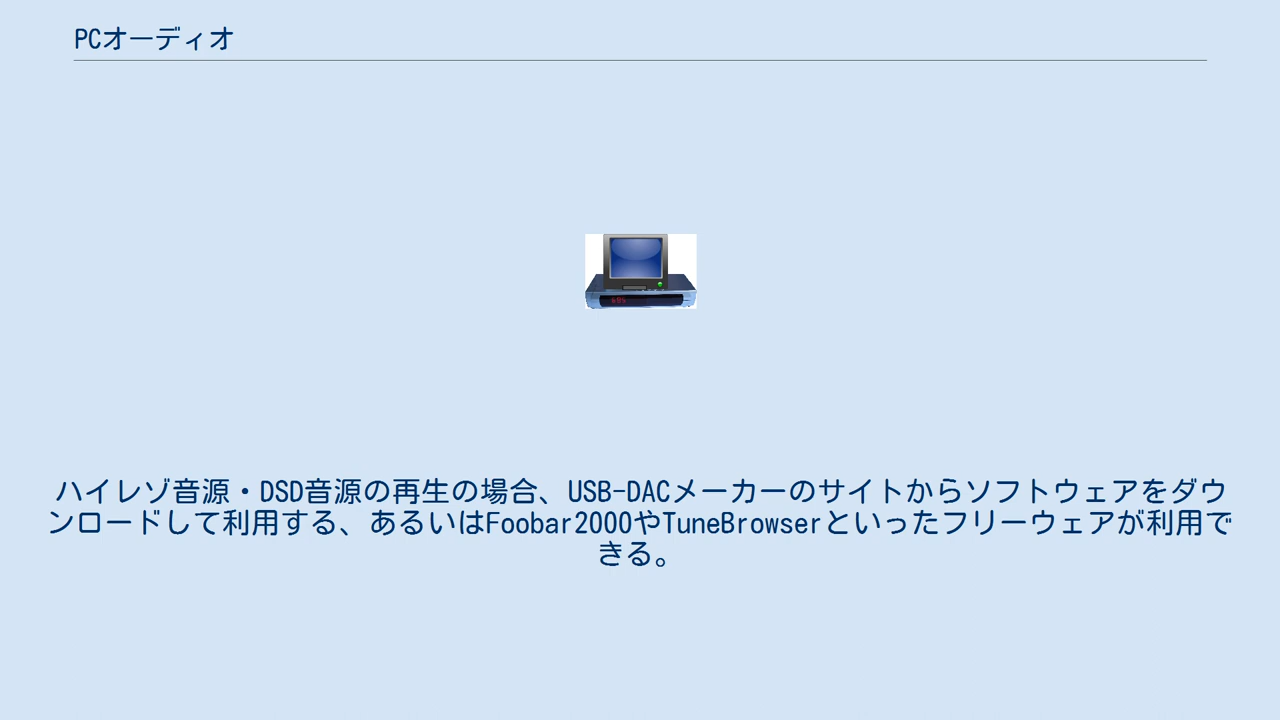 PCオーディオ
ハイレゾ音源・DSD音源の再生の場合、USB-DACメーカーのサイトからソフトウェアをダウ
ンロードして利用する、あるいはFoobar2000やTuneBrowserといったフリーウェアが利用で
きる。